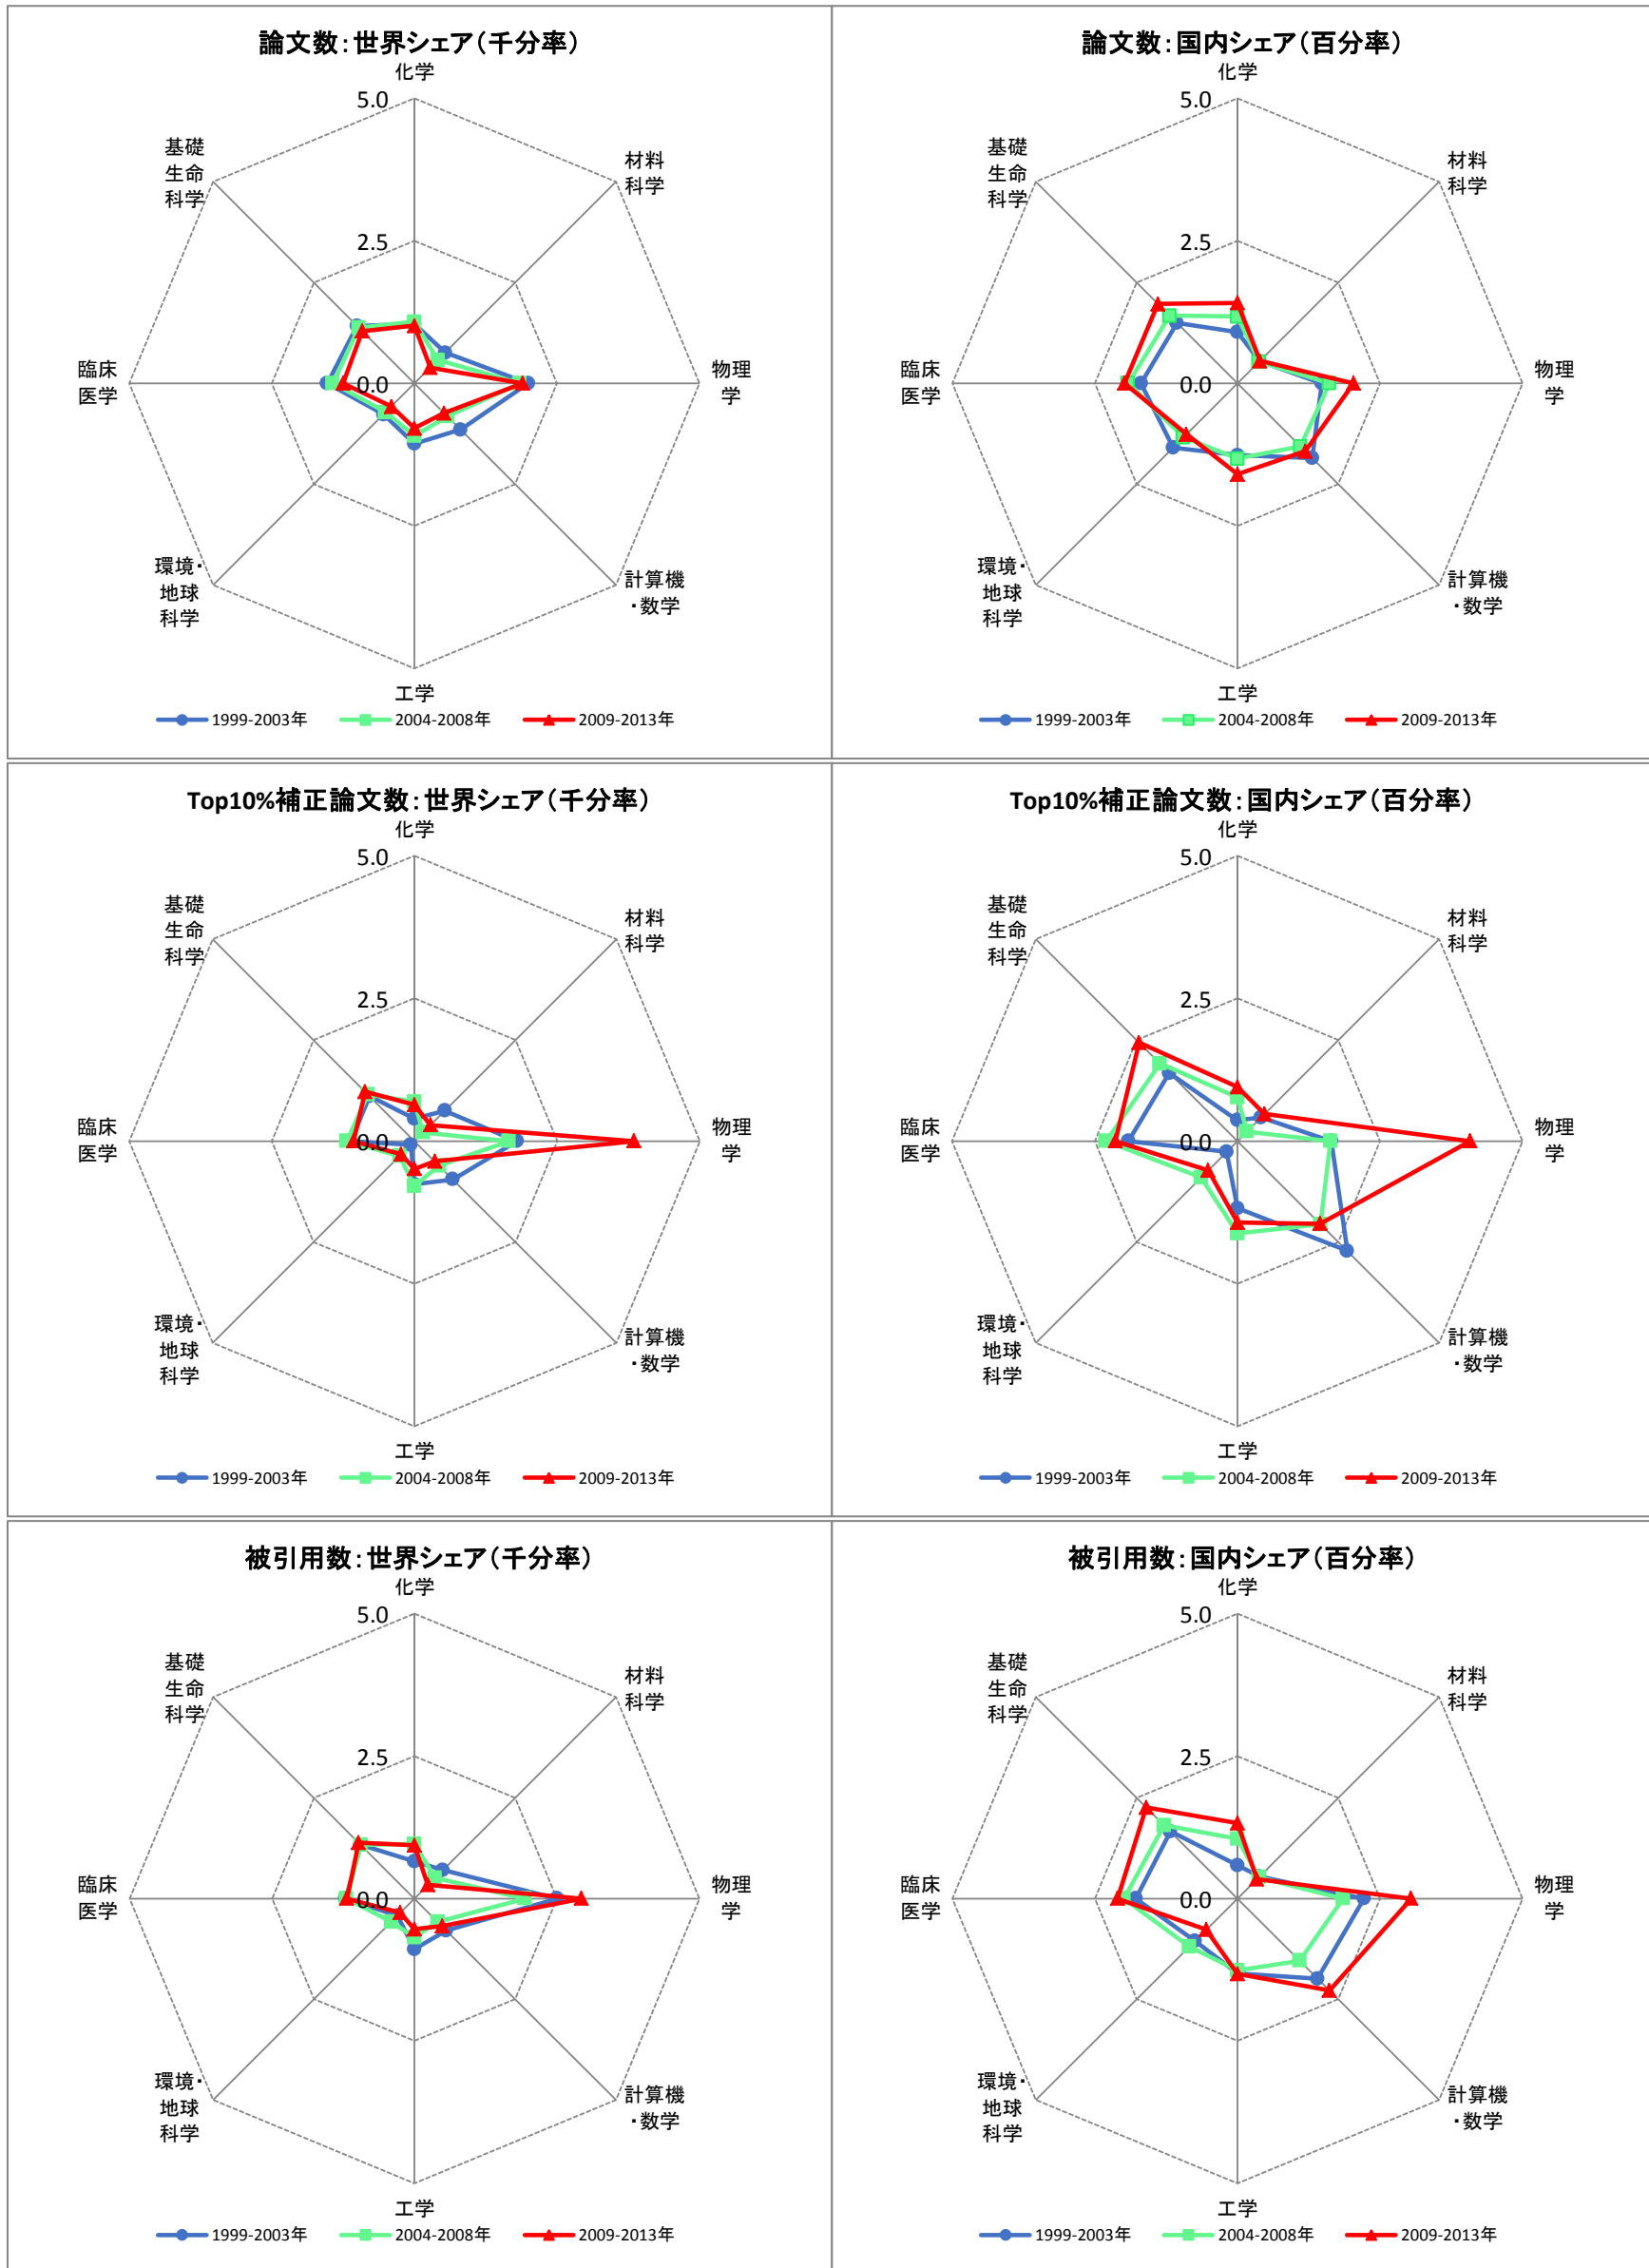 論文数：世界シェア（千分率）
化学
5.0
基礎
生命
科学
材料
科学
2.5
臨床
医学
0.0
物理
学
環境・
地球
科学
計算機
・数学
工学
1999-2003年
2004-2008年
2009-2013年
論文数：国内シェア（百分率）
化学
5.0
基礎
生命
科学
材料
科学
2.5
臨床
医学
0.0
物理
学
環境・
地球
科学
計算機
・数学
工学
1999-2003年
2004-2008年
2009-2013年
Top10%補正論文数：世界シェア（千分率）
化学
5.0
基礎
生命
科学
材料
科学
2.5
臨床
医学
0.0
物理
学
環境・
地球
科学
計算機
・数学
工学
1999-2003年
2004-2008年
2009-2013年
Top10%補正論文数：国内シェア（百分率）
化学
5.0
基礎
生命
科学
材料
科学
2.5
臨床
医学
0.0
物理
学
環境・
地球
科学
計算機
・数学
工学
1999-2003年
2004-2008年
2009-2013年
被引用数：世界シェア（千分率）
化学
5.0
基礎
生命
科学
材料
科学
2.5
臨床
医学
0.0
物理
学
環境・
地球
科学
計算機
・数学
工学
1999-2003年
2004-2008年
2009-2013年
被引用数：国内シェア（百分率）
化学
5.0
基礎
生命
科学
材料
科学
2.5
臨床
医学
0.0
物理
学
環境・
地球
科学
計算機
・数学
工学
1999-2003年
2004-2008年
2009-2013年